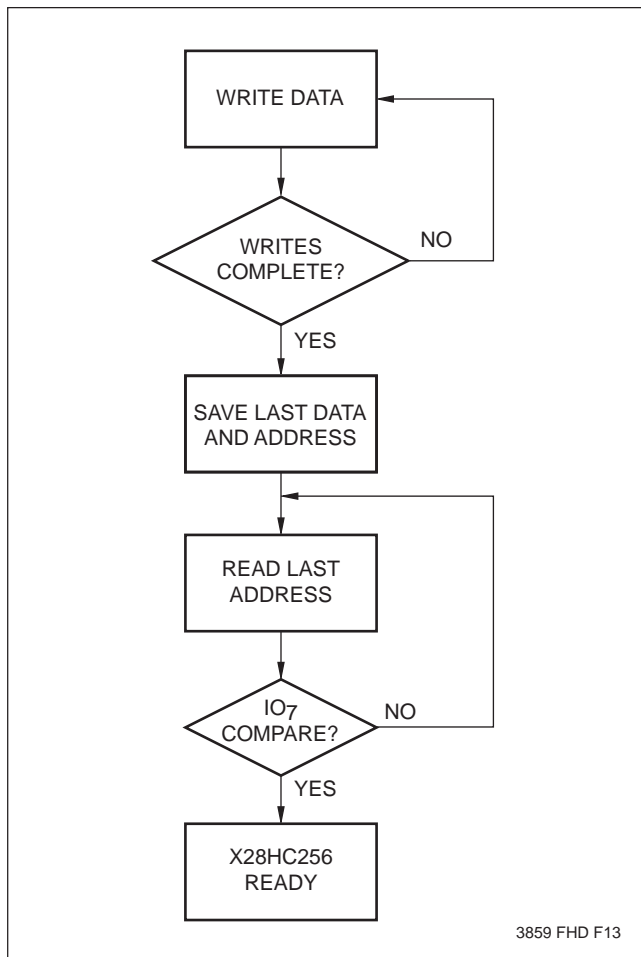 WRITE DATA
WRITES
COMPLETE?
NO
YES
SAVE LAST DATA
AND ADDRESS
READ LAST
ADDRESS
IO7
COMPARE?
NO
YES
X28HC256
READY
3859 FHD F13